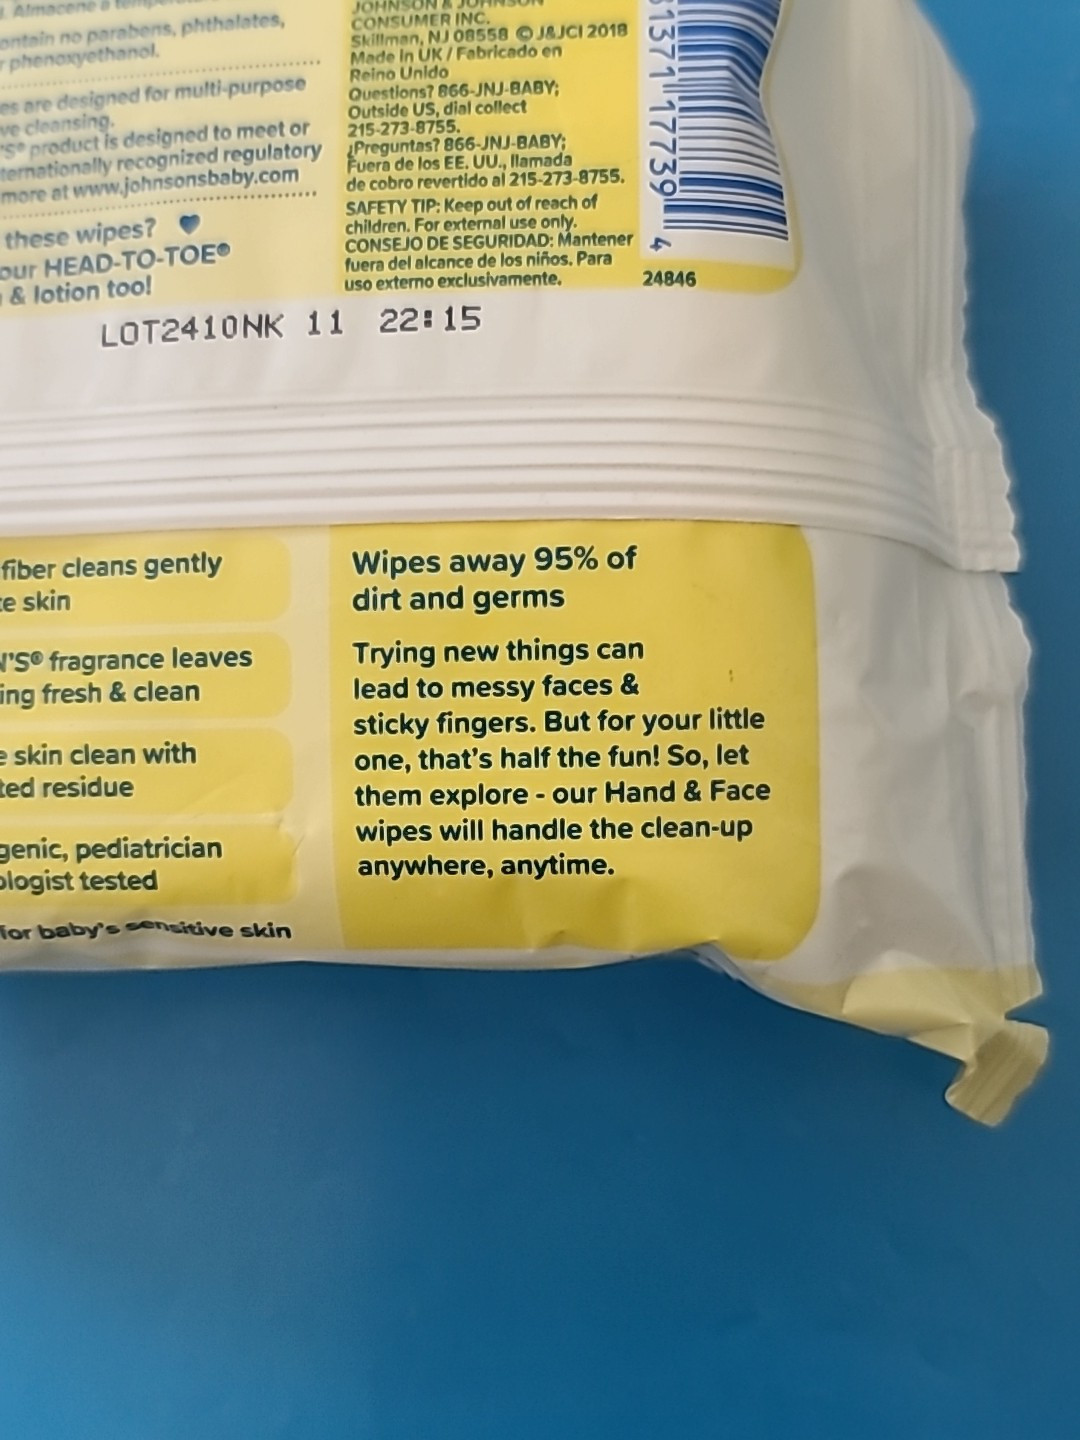 Almacene a
ontain no parabens, phthalates,
phenoxyethanol.
es are designed for multi-purpose
ve cleansing.
'S® product is designed to meet or
ternationally recognized regulatory
more at www.johnsonsbaby.com
these wipes?
our HEAD-TO-TOE®
& lotion too!
JOHNSON & JOHNSON
CONSUMER INC.
Skillman, NJ 08558 © J&JCI 2018
Made in UK / Fabricado en
Reino Unido
Questions? 866-JNJ-BABY;
Outside US, dial collect
215-273-8755.
¿Preguntas? 866-JNJ-BABY;
Fuera de los EE. UU., llamada
de cobro revertido al 215-273-8755.
SAFETY TIP: Keep out of reach of
children. For external use only.
CONSEJO DE SEGURIDAD: Mantener
fuera del alcance de los niños. Para
uso externo exclusivamente.
81371 17739 4
24846
LOT2410NK 11 22:15
fiber cleans gently
e skin
N'S® fragrance leaves
ing fresh & clean
e skin clean with
ted residue
genic, pediatrician
ologist tested
for baby's sensitive skin
Wipes away 95% of
dirt and germs
Trying new things can
lead to messy faces &
sticky fingers. But for your little
one, that's half the fun! So, let
them explore - our Hand & Face
wipes will handle the clean-up
anywhere, anytime.